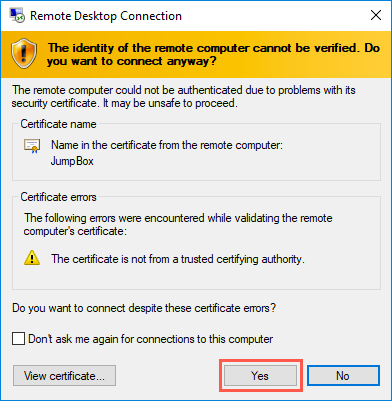 Remote Desktop Connection
The identity of the remote computer cannot be verified. Do
you want to connect anyway?
The remote computer could not be authenticated due to problems with its
security certificate. It may be unsafe to proceed.
Certificate name
Name in the certificate from the remote computer:
JumpBox
Certificate errors
The following errors were encountered while validating the remote
computer's certificate:
The certificate is not from a trusted certifying authority.
Do you want to connect despite these certificate errors?
Don't ask me again for connections to this computer
View certificate...
Yes
No